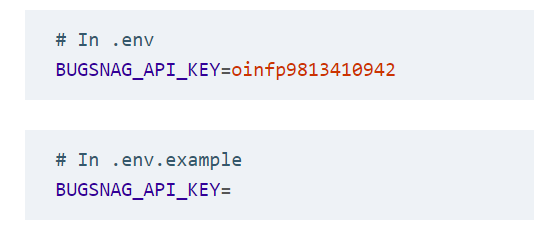 # In .env
BUGSNAG_API_KEY=oinfp9813410942
# In .env.example
BUGSNAG_API_KEY=